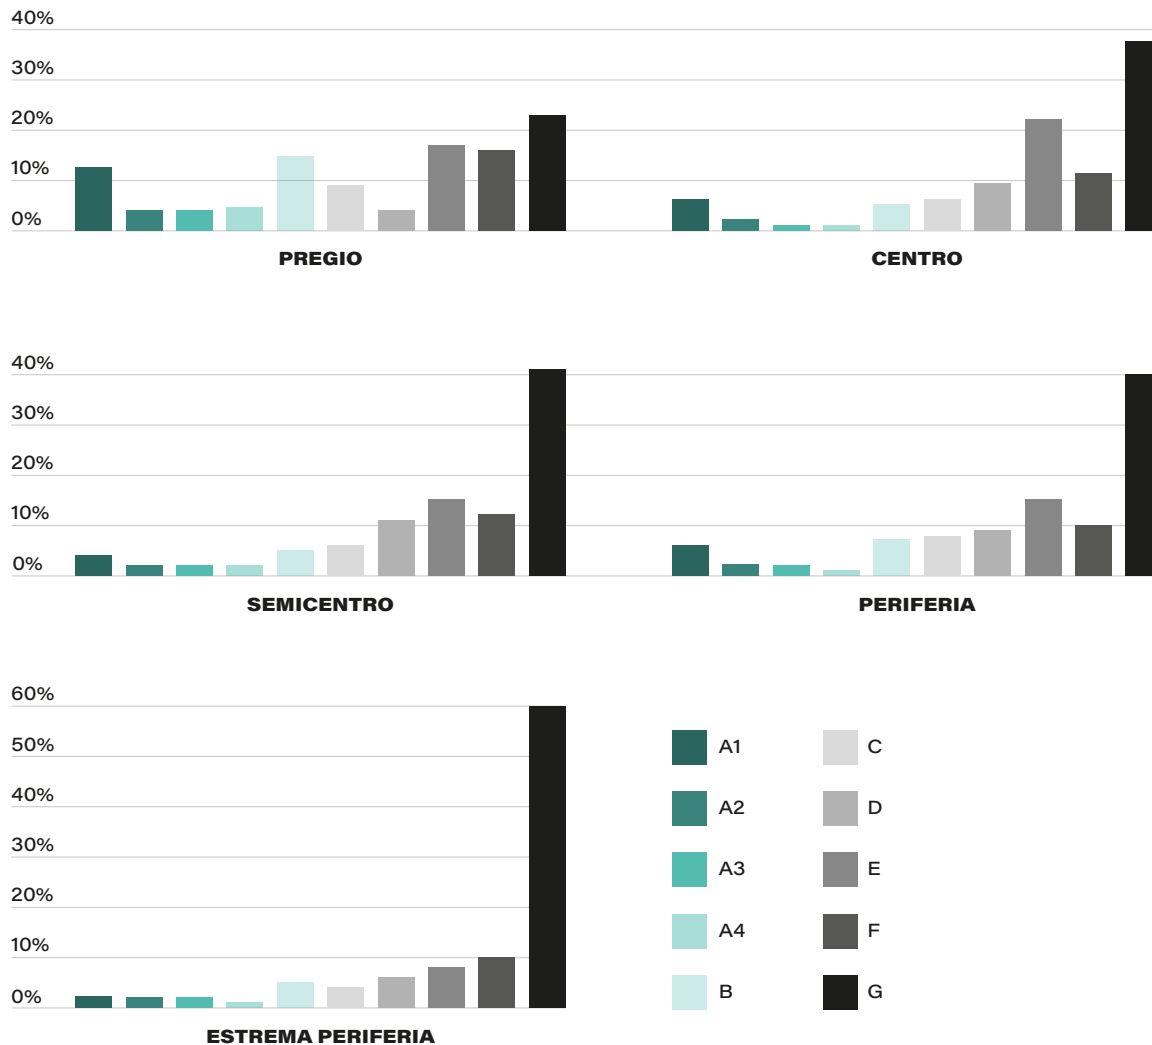 40%
30%
20%
10%
0%
PREGIO
CENTRO
40%
30%
20%
10%
0%
SEMICENTRO
PERIFERIA
60%
50%
40%
30%
20%
10%
0%
ESTREMA PERIFERIA
A1
A2
A3
A4
B
C
D
E
F
G